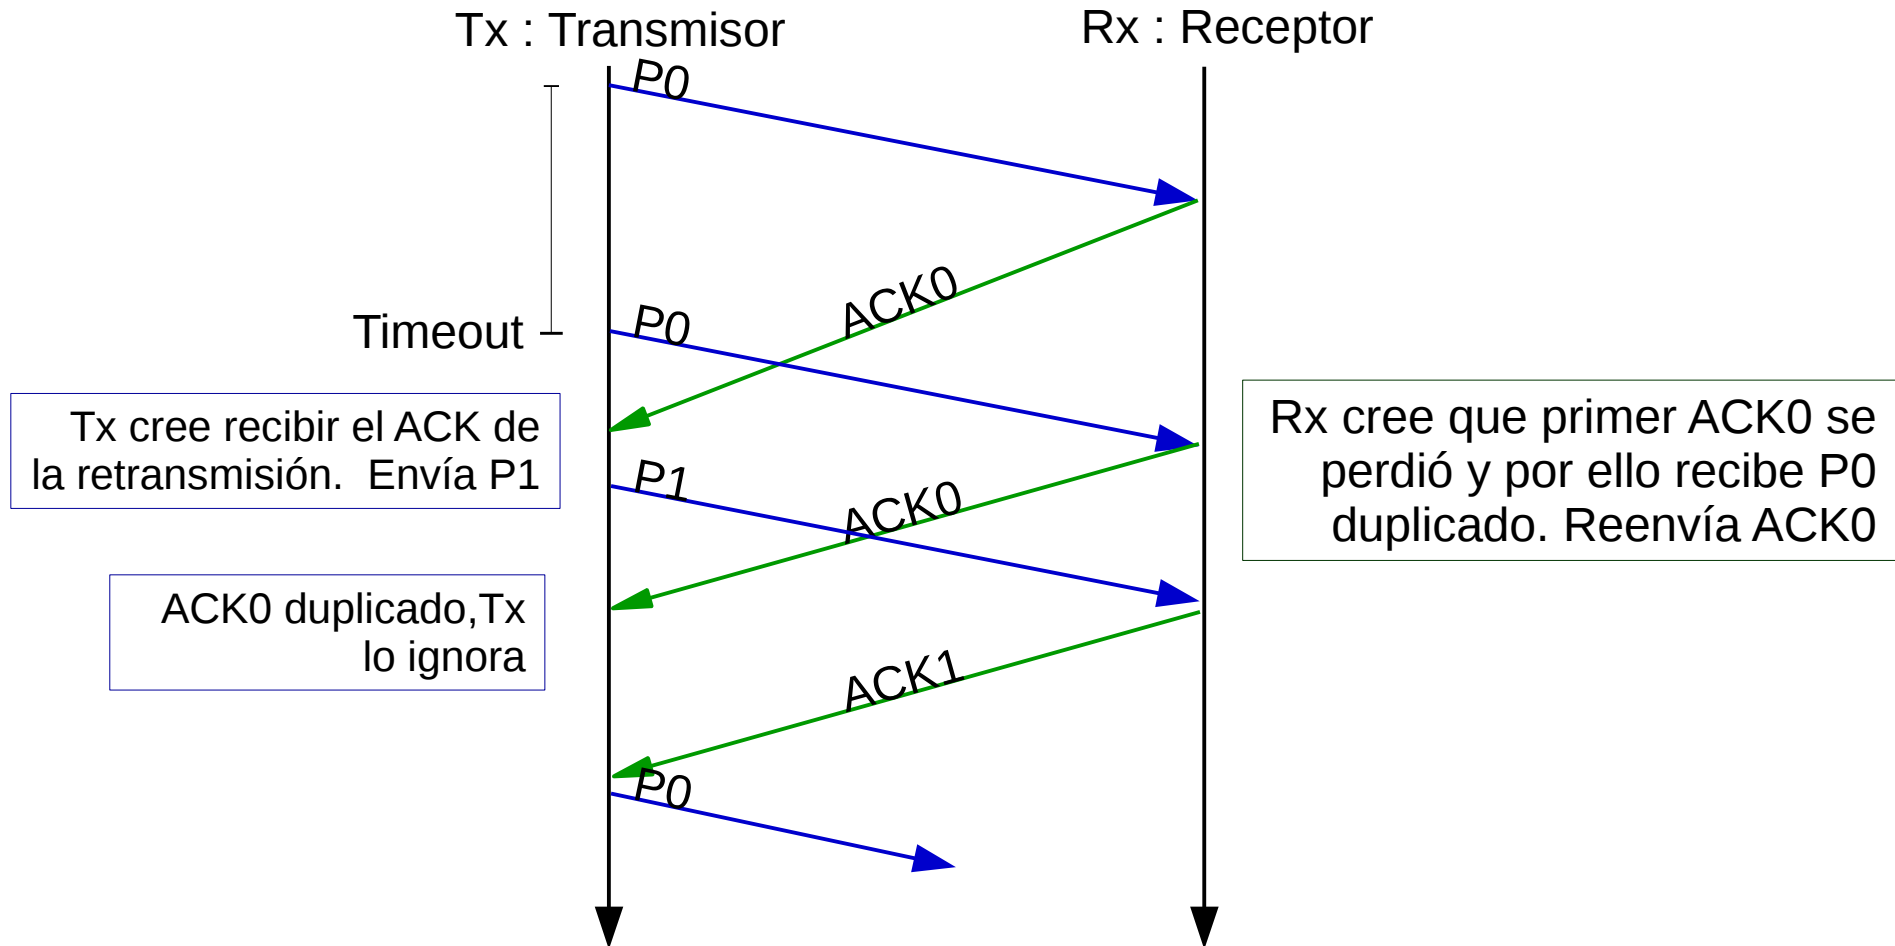 Tx : Transmisor
Rx : Receptor
P0
ACK0
Timeout
P0
Tx cree recibir el ACK de
la retransmisión.  Envía P1
Rx cree que primer ACK0 se
perdió y por ello recibe P0
duplicado. Reenvía ACK0
P1
ACK0
ACK0 duplicado,Tx
lo ignora
ACK1
P0